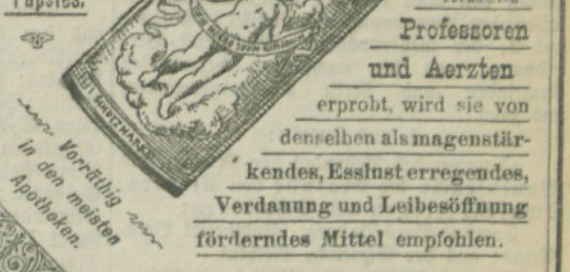 Professoren
und Aerzten
erprobt, wird sie von
denselben als magenstär-
kendes, Esslust erregendes,
Verdauung und Leibesöffnung
förderndes Mittel empfohlen.
SCHUTZMARKE
Vorräthig
in den meisten
Apotheken.